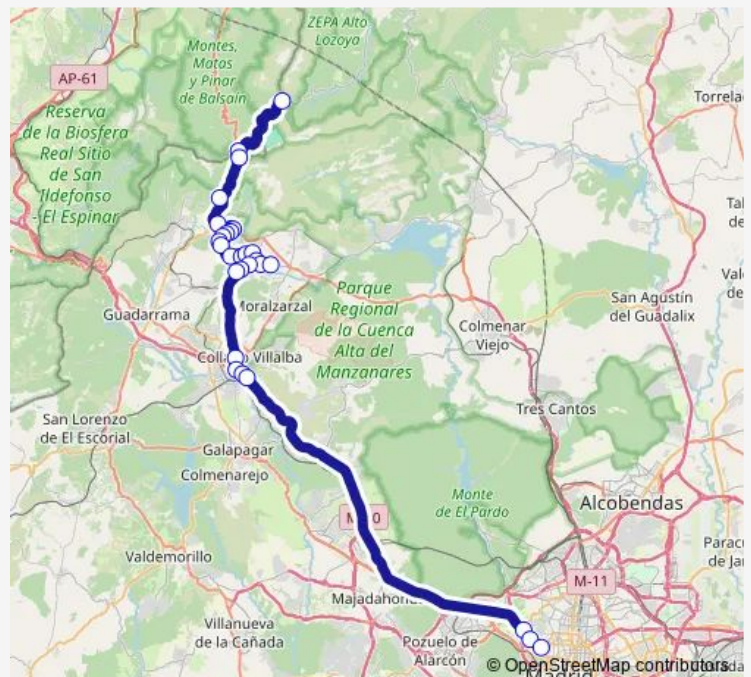 ZEPA Alto
Lozoya
Montes,
Matas
y Pinar
de Balsaín
AP-61
Reserva
de la Biosfera
Real Sitio
de San
Ildefonso
- El Espinar
Parque
Regional
de la Cuenca
Alta del
Manzanares
Moralzarzal
Guadarrama
San Agustín
del Guadalix
Colmenar
Viejo
Villalba
San Lorenzo
de El Escorial
Tres Cantos
Galapagar
Colmenarejo
Monte
de El Pardo
Alcobendas
Valdemorillo
M-11
Villanueva
de la Cañada
Pozuelo de
Alarcón
© OpenStreetMap contributors
Madrid